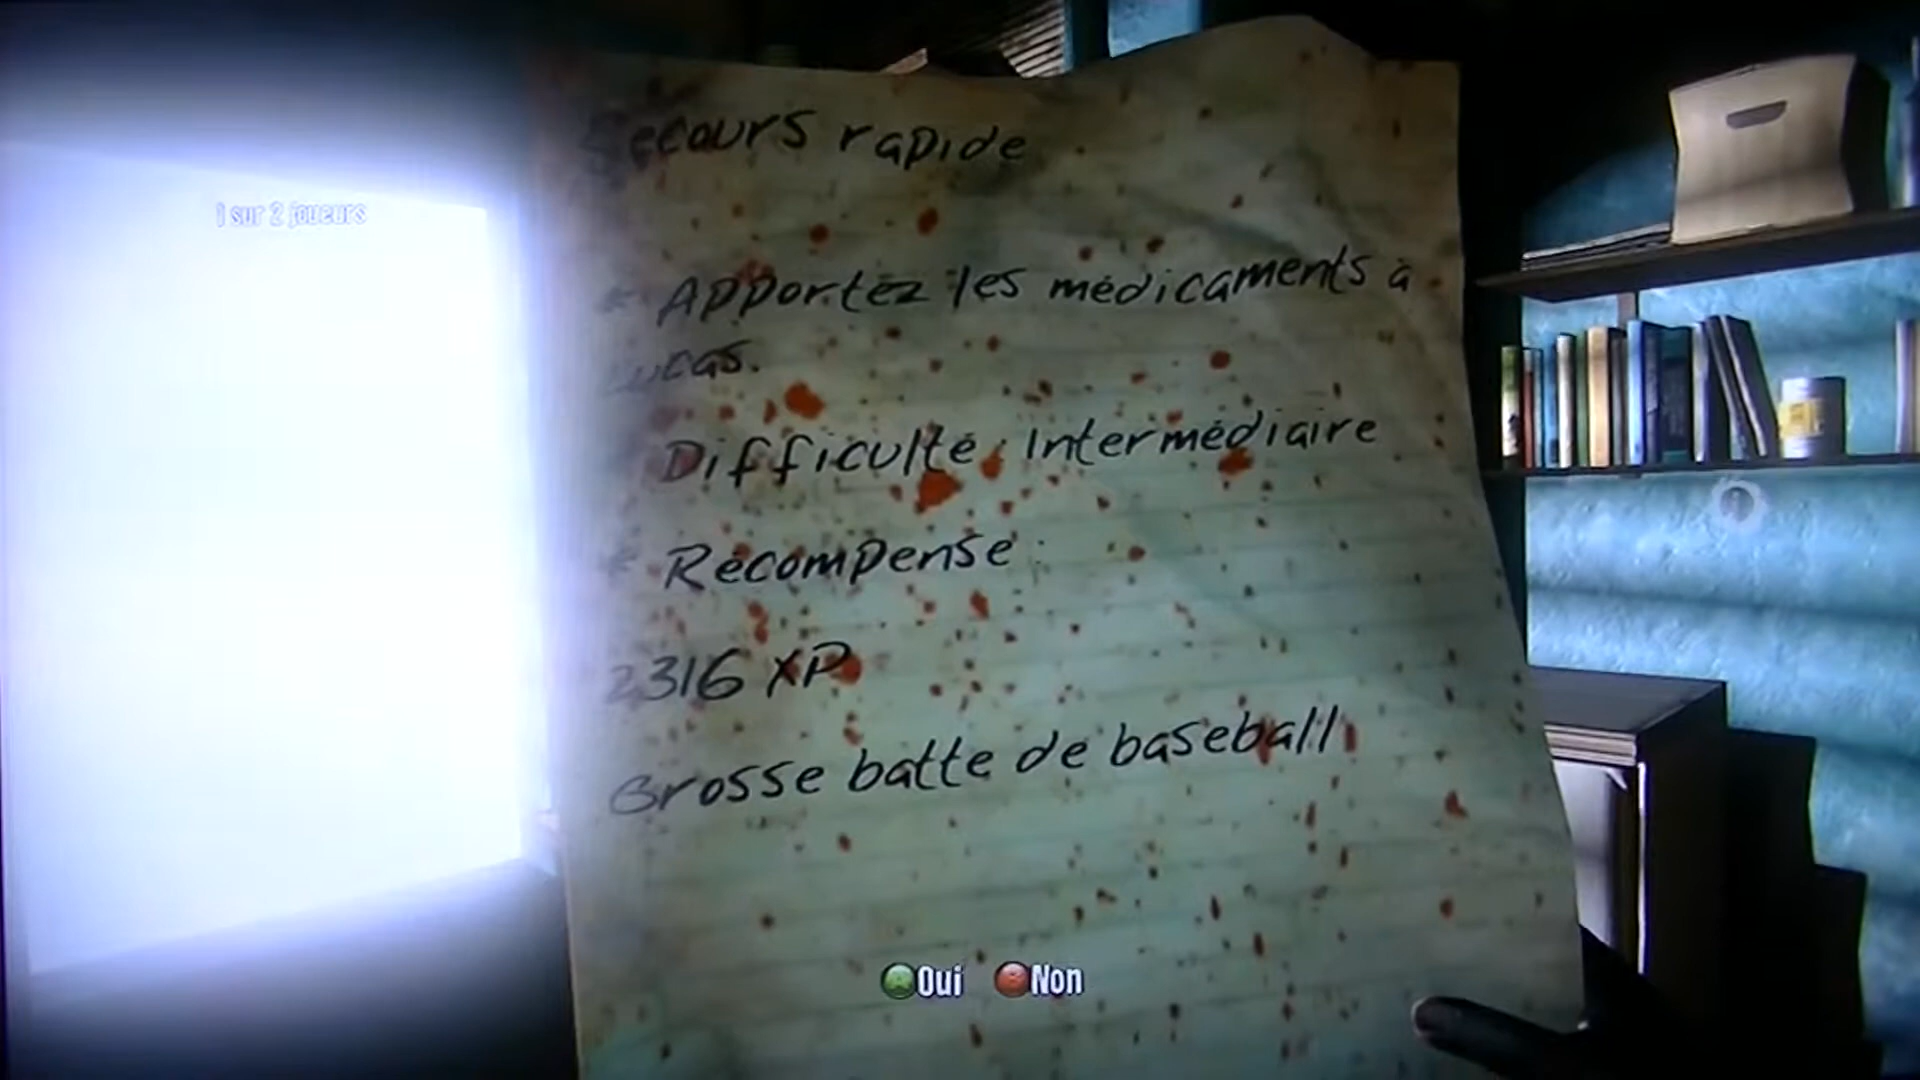 1 sur 2 joueurs
Secours rapide
* Apportez les médicaments à
Lucas.
Difficulté : Intermédiaire
* Récompense :
2316 XP
Grosse batte de baseball
Oui Non